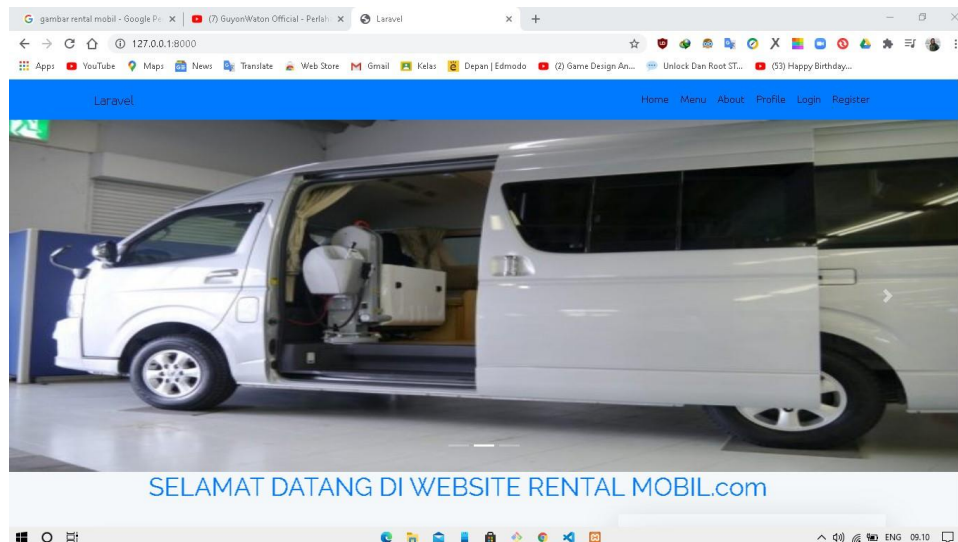 gambar rental mobil - Google Pe
(7) GuyonWaton Official - Perlah
Laravel
127.0.0.1:8000
Apps YouTube Maps News Translate Web Store Gmail Kelas Depan | Edmodo (2) Game Design An... Unlock Dan Root ST... (53) Happy Birthday...
Laravel
Home Menu About Profile Login Register
SELAMAT DATANG DI WEBSITE RENTAL MOBIL.com
ENG 09.10